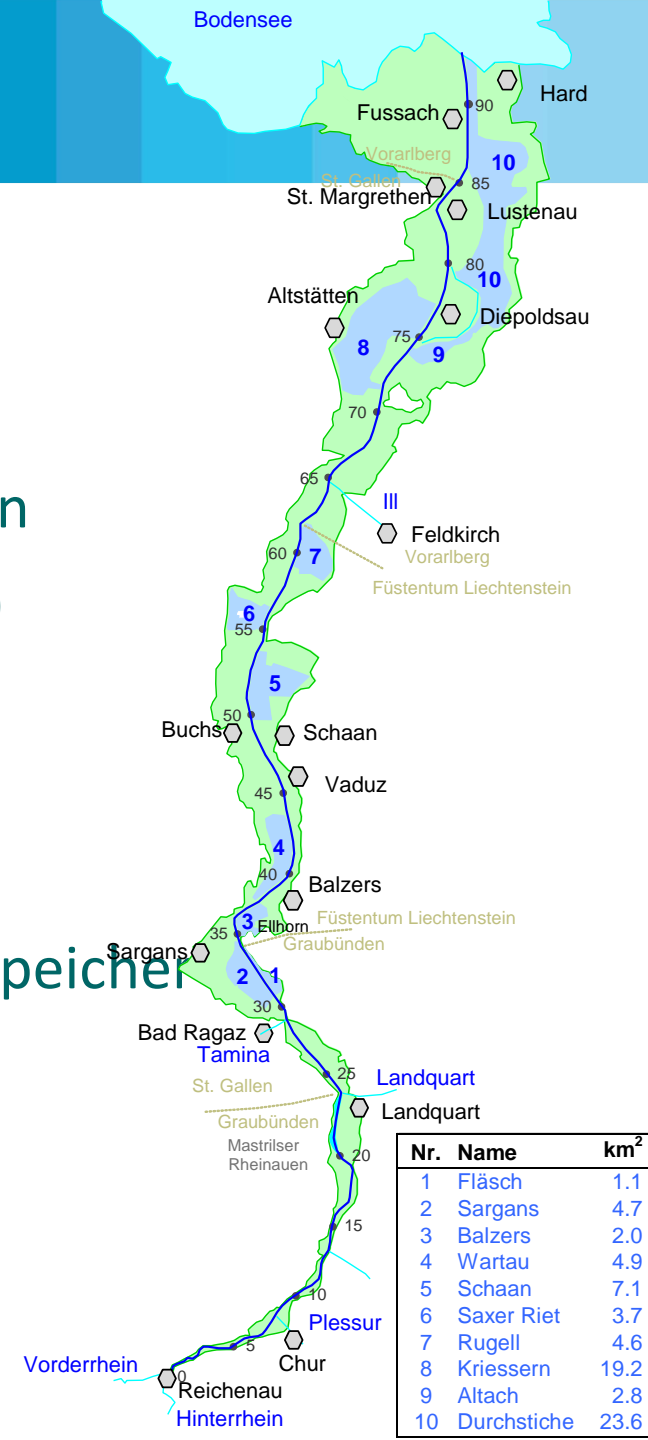 Bodensee
Hard
90
Fussach
Vorarlberg
10
St. Gallen
85
St. Margrethen
Lustenau
80
10
Altstätten
Diepoldsau
75
8
9
70
65
Ill
Feldkirch
n
60
7
Vorarlberg
Füstentum Liechtenstein
6
55
5
50
Buchs
Schaan
Vaduz
45
4
40
Balzers
3
Ellhorn
Füstentum Liechtenstein
35
Graubünden
Sargans
peicher
2
1
30
Bad Ragaz
Tamina
25
Landquart
St. Gallen
Landquart
Graubünden
Mastrilser
Rheinauen
20
15
10
Plessur
5
Chur
Vorderrhein
0
Reichenau
Hinterrhein
Nr. Name km²
1 Fläsch 1.1
2 Sargans 4.7
3 Balzers 2.0
4 Wartau 4.9
5 Schaan 7.1
6 Saxer Riet 3.7
7 Rugell 4.6
8 Kriessern 19.2
9 Altach 2.8
10 Durchstiche 23.6